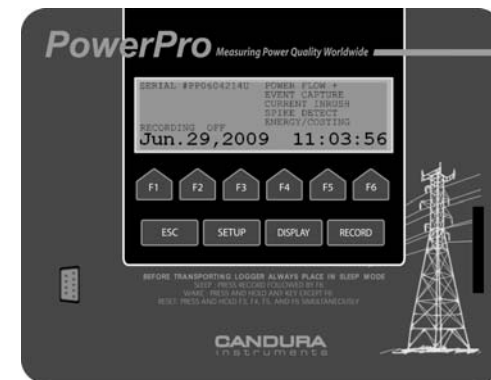 PowerPro Measuring Power Quality Worldwide
SERIAL #PP0604214U POWER FLOW +
EVENT CAPTURE
CURRENT INRUSH
SPIKE DETECT
ENERGY/COSTING
RECORDING OFF
Jun.29,2009 11:03:56
F1 F2 F3 F4 F5 F6
ESC SETUP DISPLAY RECORD
BEFORE TRANSPORTING LOGGER ALWAYS PLACE IN SLEEP MODE
SLEEP : PRESS RECORD FOLLOWED BY F6
WAKE : PRESS AND HOLD ANY KEY EXCEPT F6
RESET: PRESS AND HOLD F3, F4, F5, AND F6 SIMULTANEOUSLY
CANDURA
instruments